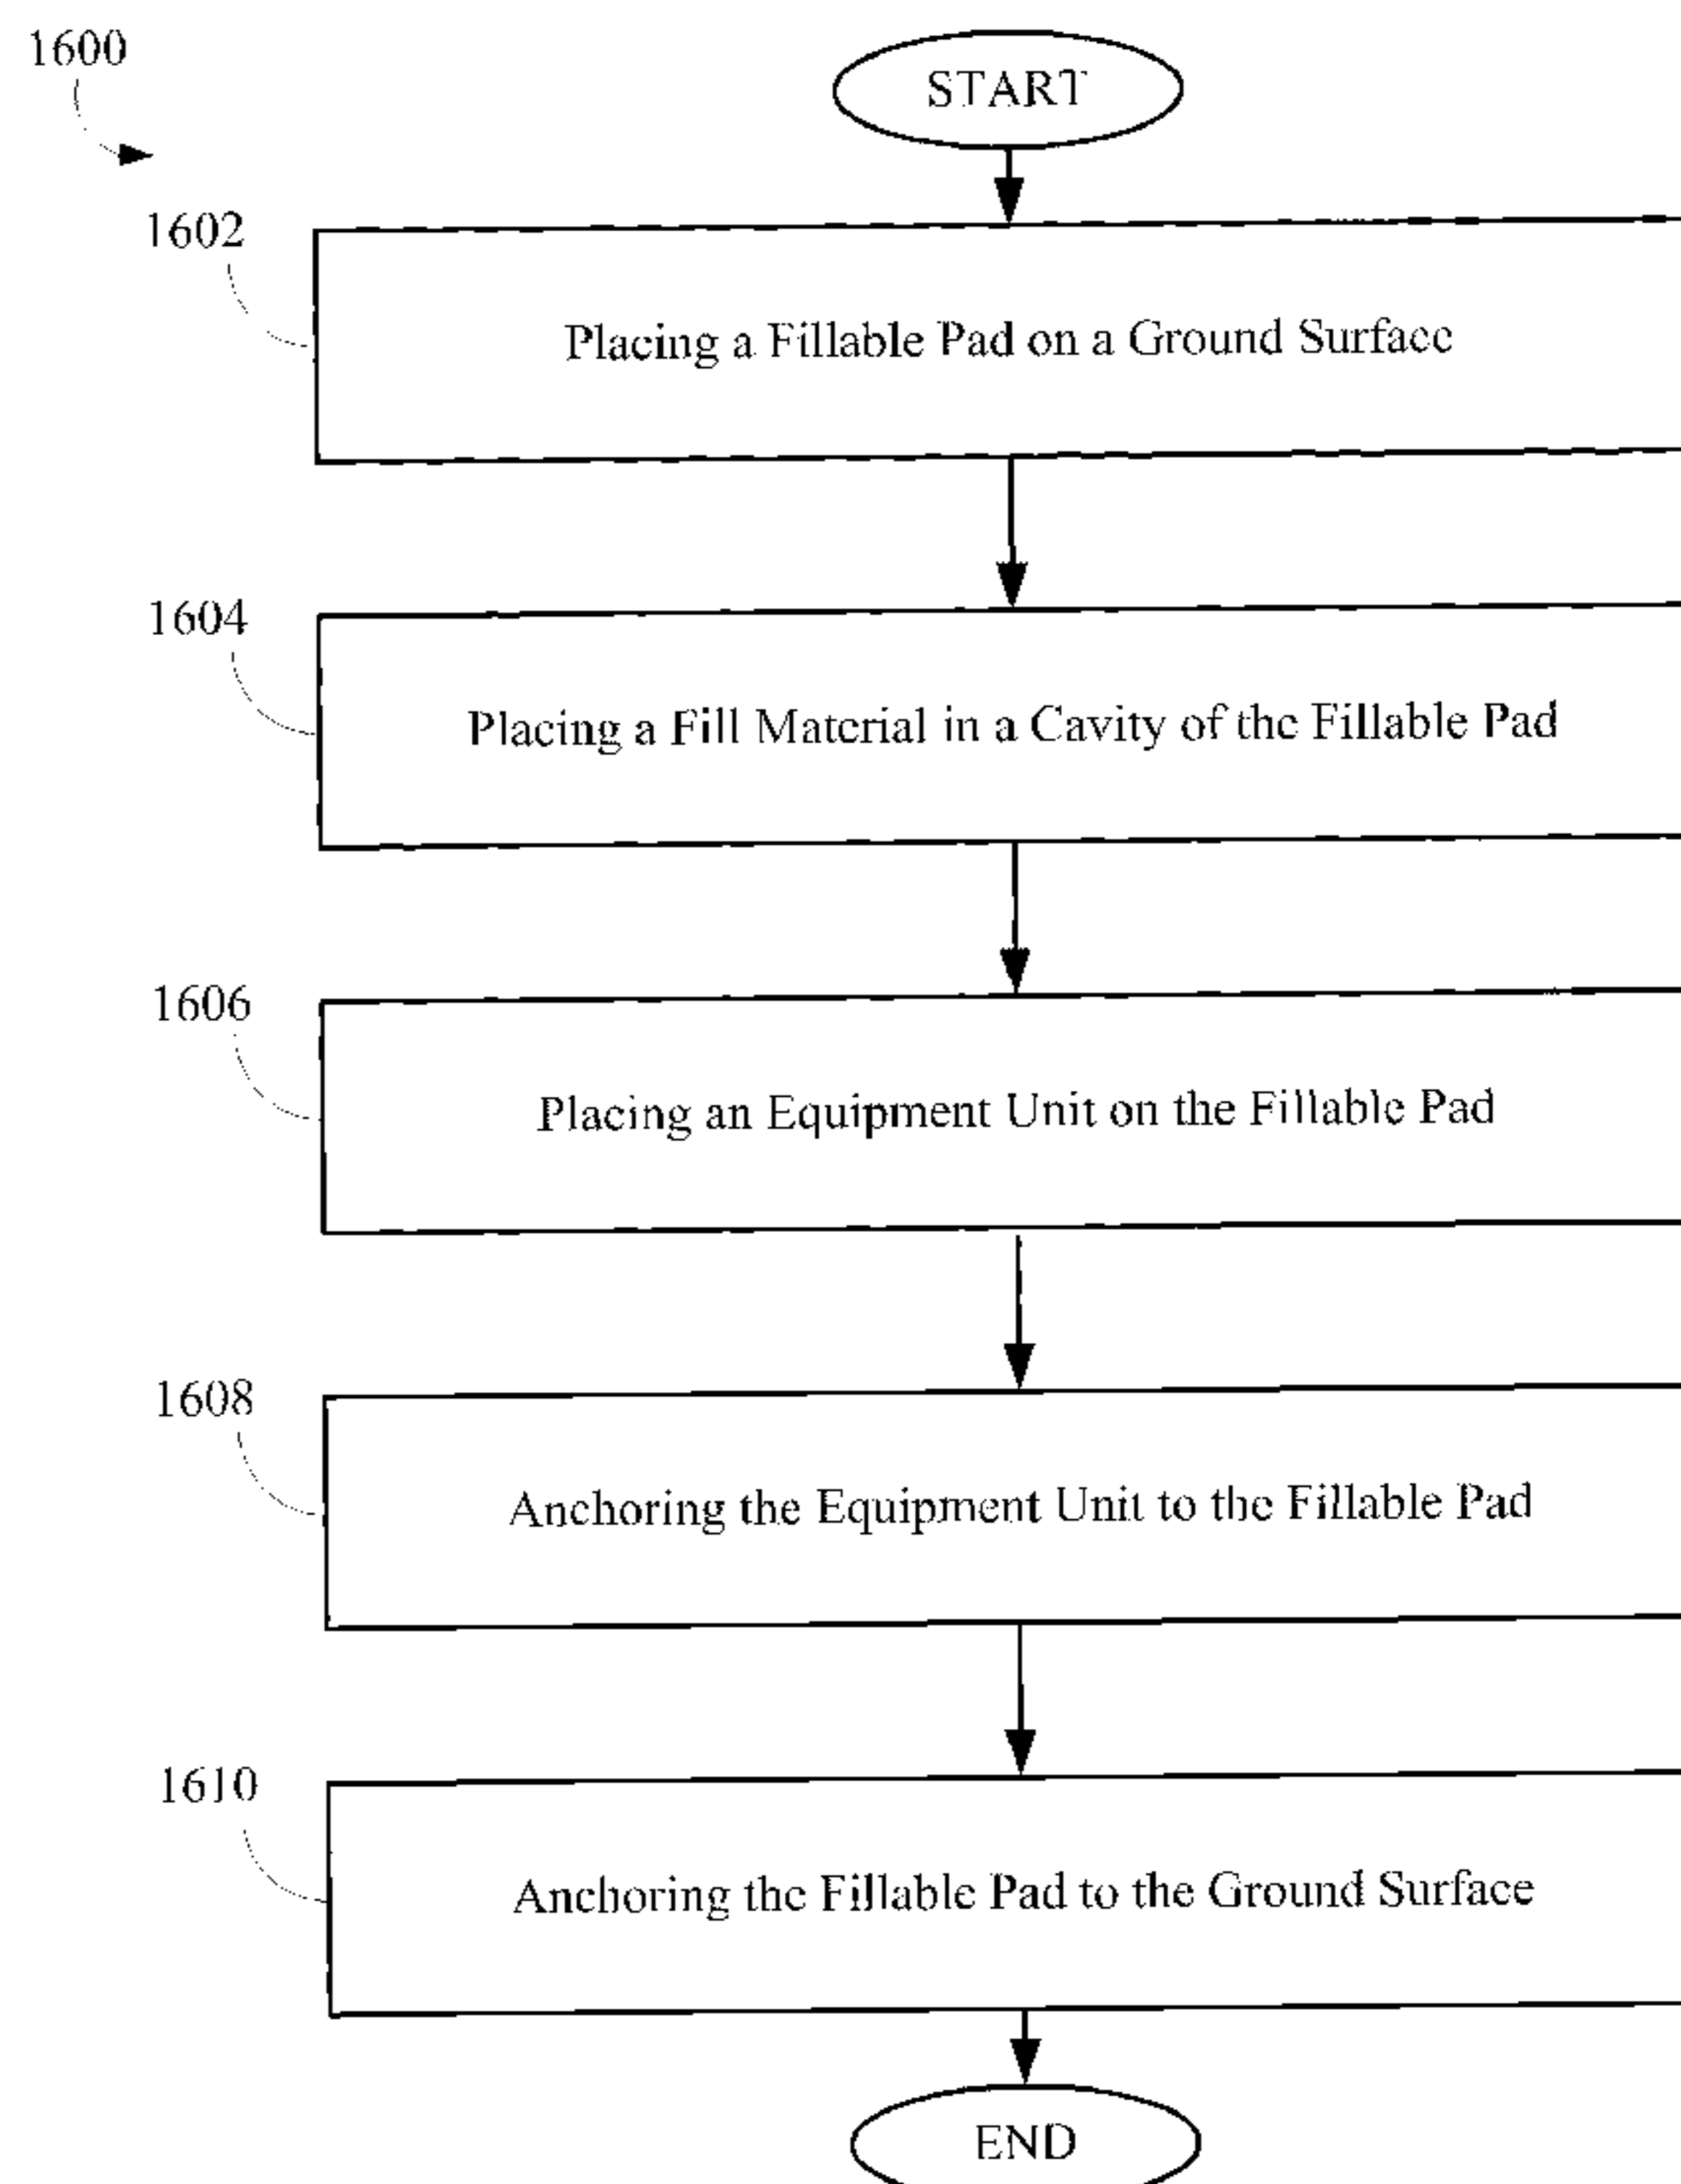 1600
START
1602
Placing a Fillable Pad on a Ground Surface
1604
Placing a Fill Material in a Cavity of the Fillable Pad
1606
Placing an Equipment Unit on the Fillable Pad
1608
Anchoring the Equipment Unit to the Fillable Pad
1610
Anchoring the Fillable Pad to the Ground Surface
END